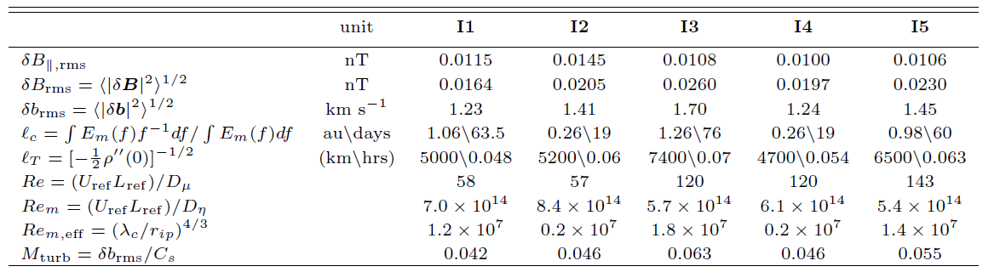 unit I1 I2 I3 I4 I5
δB∥,rms nT 0.0115 0.0145 0.0108 0.0100 0.0106
δBrms = ⟨|δB|²⟩^1/2 nT 0.0164 0.0205 0.0260 0.0197 0.0230
δbrms = ⟨|δb|²⟩^1/2 km s⁻¹ 1.23 1.41 1.70 1.24 1.45
ℓc = ∫ Em(f)f⁻¹df/ ∫ Em(f)df au\days 1.06\63.5 0.26\19 1.26\76 0.26\19 0.98\60
ℓT = [−½ρ′′(0)]^−1/2 (km\hrs) 5000\0.048 5200\0.06 7400\0.07 4700\0.054 6500\0.063
Re = (UrefLref)/Dμ 58 57 120 120 143
Rem = (UrefLref)/Dη 7.0 × 10¹⁴ 8.4 × 10¹⁴ 5.7 × 10¹⁴ 6.1 × 10¹⁴ 5.4 × 10¹⁴
Rem,eff = (λc/rip)^4/3 1.2 × 10⁷ 0.2 × 10⁷ 1.8 × 10⁷ 0.2 × 10⁷ 1.4 × 10⁷
Mturb = δbrms/Cs 0.042 0.046 0.063 0.046 0.055